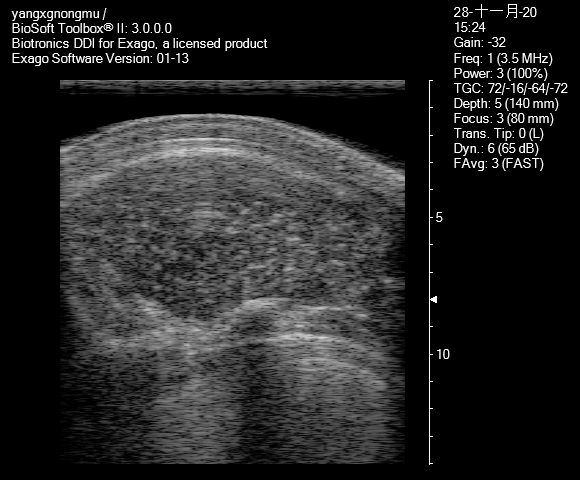 yangxgnongmu /
BioSoft Toolbox® II: 3.0.0.0
Biotronics DDI for Exago, a licensed product
Exago Software Version: 01-13
28-十一月-20
15:24
Gain: -32
Freq: 1 (3.5 MHz)
Power: 3 (100%)
TGC: 72/-16/-64/-72
Depth: 5 (140 mm)
Focus: 3 (80 mm)
Trans. Tip: 0 (L)
Dyn.: 6 (65 dB)
FAvg: 3 (FAST)
5
10